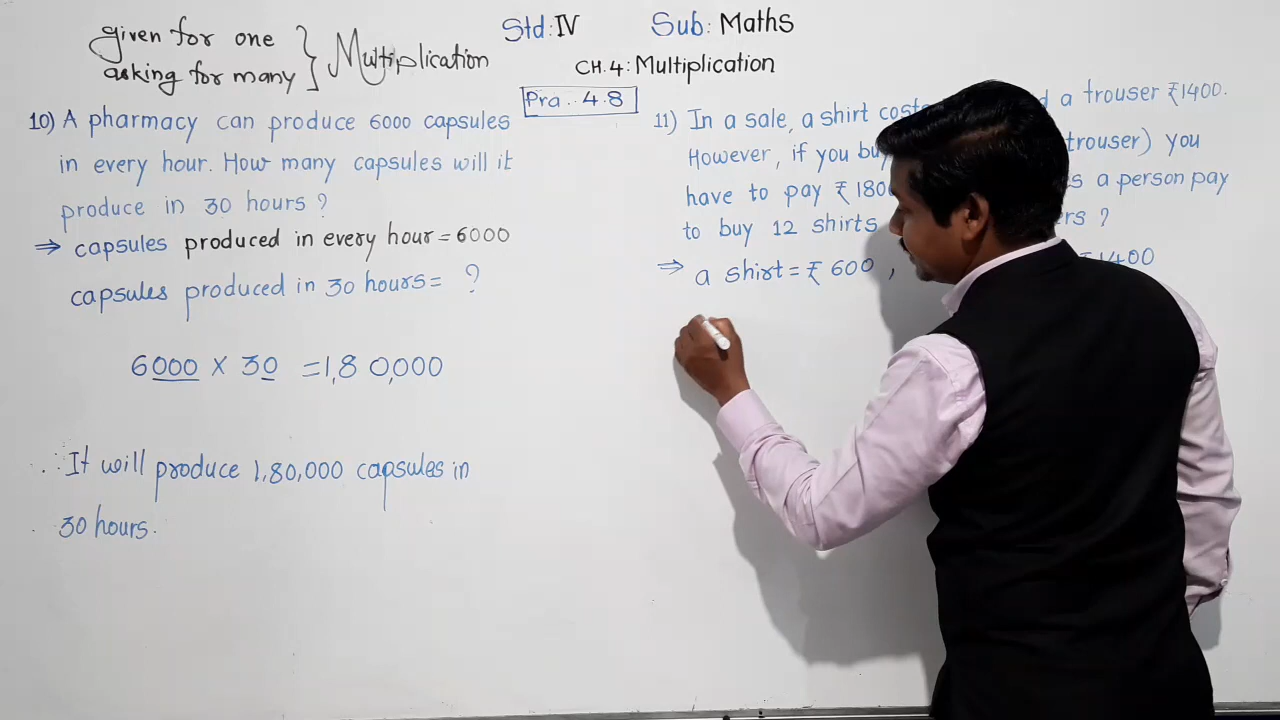 given for one
asking for many } Multiplication
Std: IV Sub: Maths
CH. 4: Multiplication
Pra.. 4.8
10) A pharmacy can produce 6000 capsules
in every hour. How many capsules will it
produce in 30 hours?
⇒ capsules produced in every hour = 6000
capsules produced in 30 hours = ?
6000 × 30 = 1,80,000
∴ It will produce 1,80,000 capsules in
30 hours.
11) In a sale, a shirt a trouser ₹1400.
However, if you trouser) you
have to pay ₹ a person pay
to buy 12 shirts ?
⇒ a shirt = ₹ 600 , ₹1400